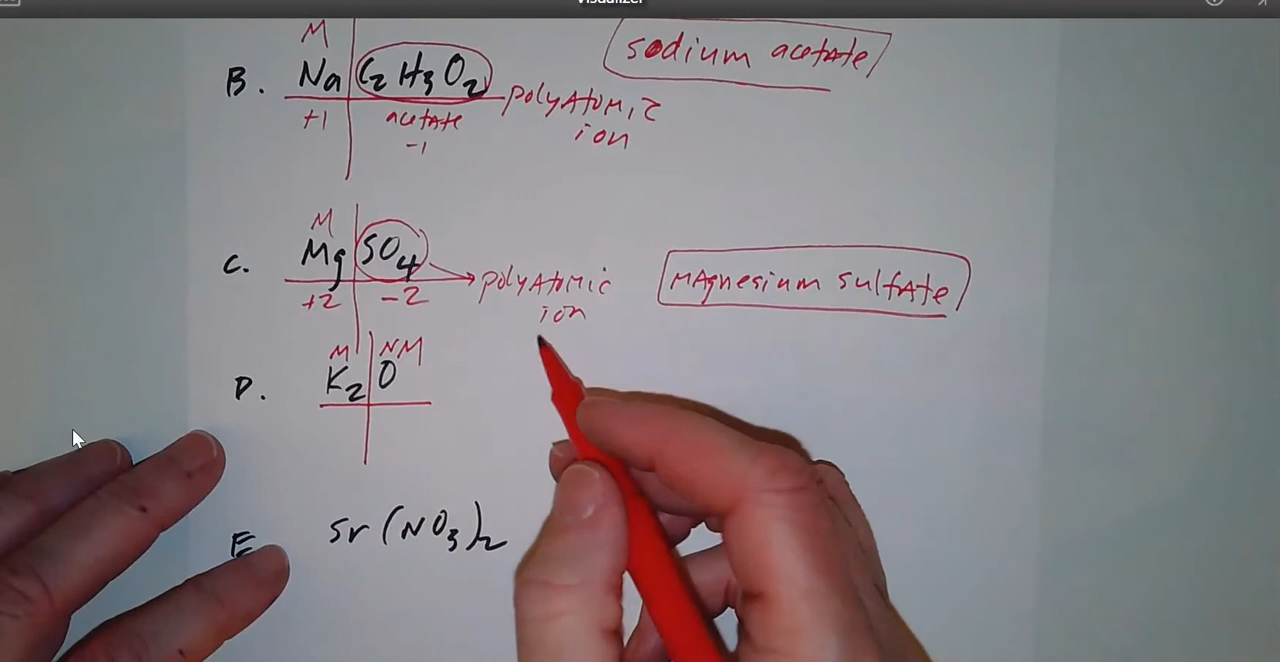 Visualizer
M
B. Na C2H3O2 sodium acetate
+1 acetate polyatomic
-1 ion
M
C. Mg SO4 polyatomic magnesium sulfate
+2 -2 ion
M NM
D. K2 O
E Sr(NO3)2